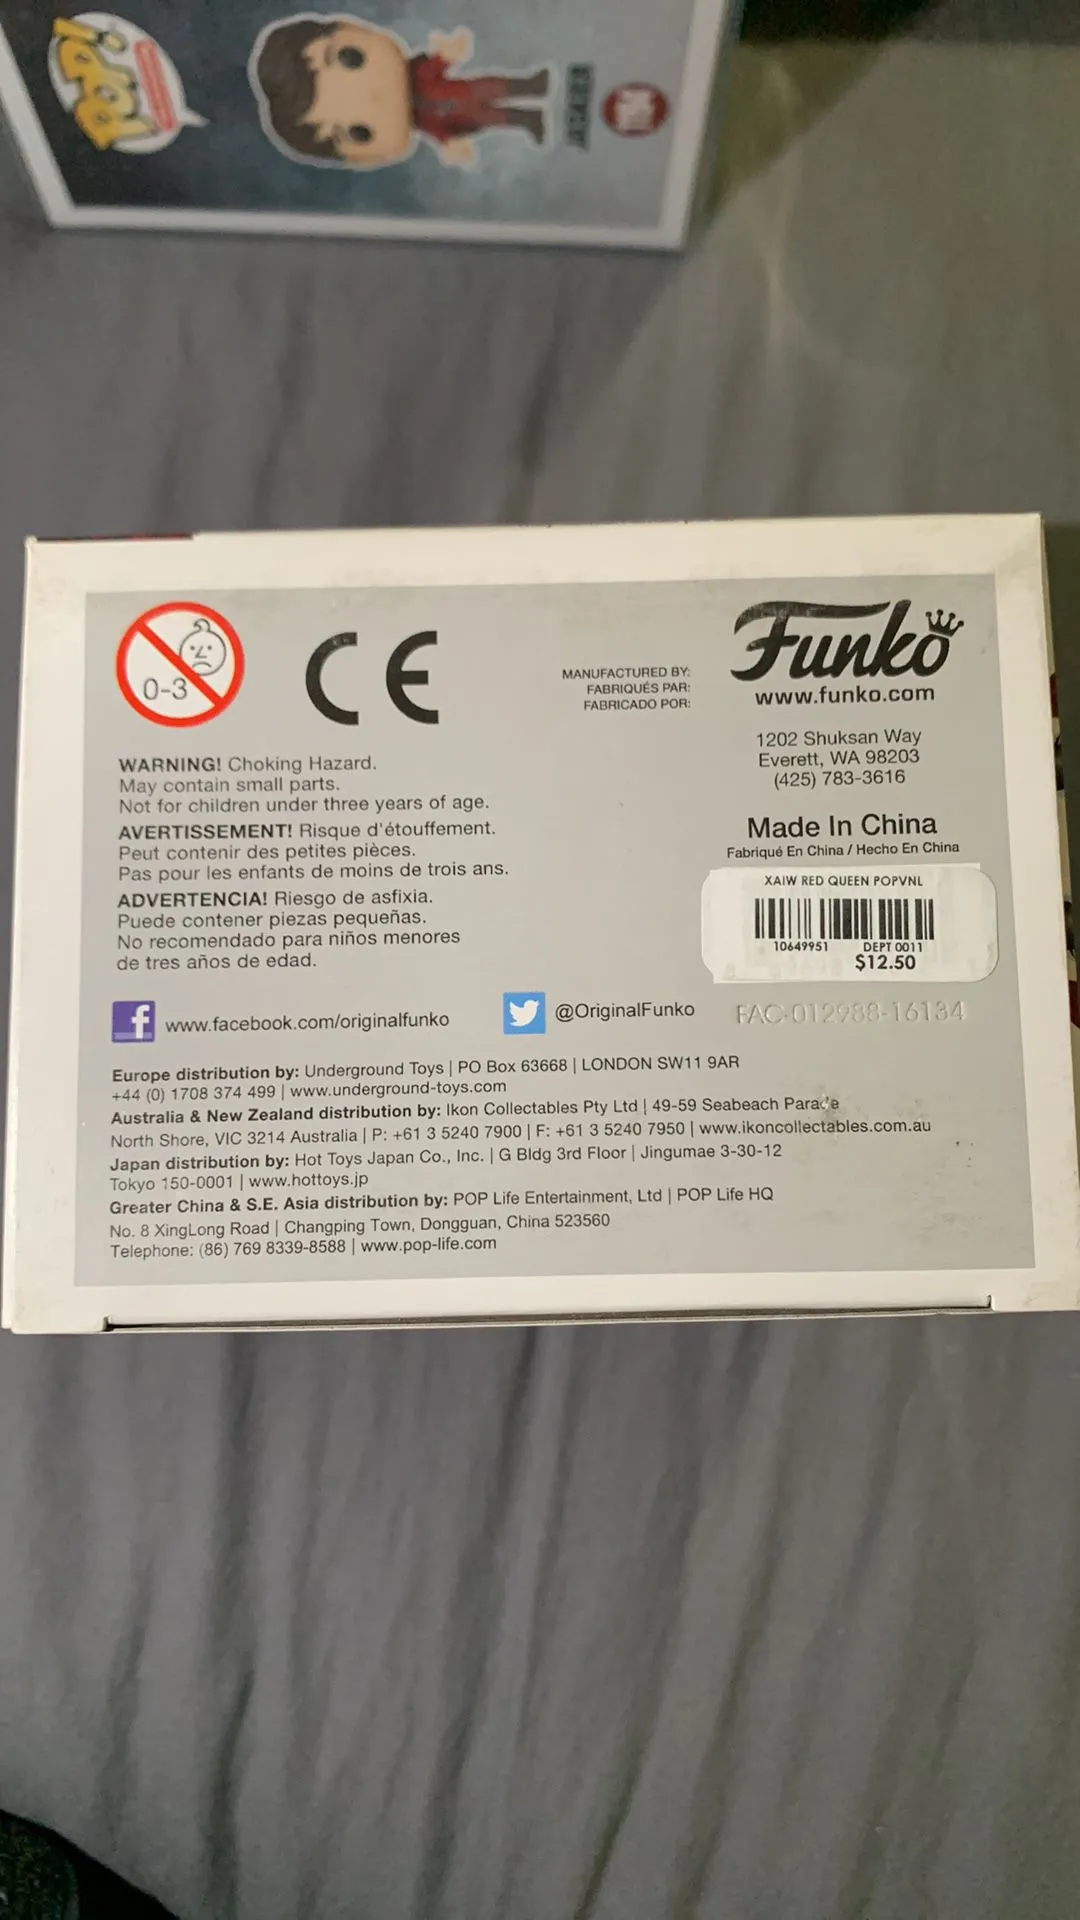 POP!
0-3
CE
MANUFACTURED BY:
FABRIQUÉS PAR:
FABRICADO POR:
Funko
www.funko.com
1202 Shuksan Way
Everett, WA 98203
(425) 783-3616
Made In China
Fabriqué En China / Hecho En China
WARNING! Choking Hazard.
May contain small parts.
Not for children under three years of age.
AVERTISSEMENT! Risque d'étouffement.
Peut contenir des petites pièces.
Pas pour les enfants de moins de trois ans.
ADVERTENCIA! Riesgo de asfixia.
Puede contener piezas pequeñas.
No recomendado para niños menores
de tres años de edad.
XAIW RED QUEEN POPVNL
10649951 DEPT 0011
$12.50
f www.facebook.com/originalfunko
@OriginalFunko
FAC-012988-16134
Europe distribution by: Underground Toys | PO Box 63668 | LONDON SW11 9AR
+44 (0) 1708 374 499 | www.underground-toys.com
Australia & New Zealand distribution by: Ikon Collectables Pty Ltd | 49-59 Seabeach Parade
North Shore, VIC 3214 Australia | P: +61 3 5240 7900 | F: +61 3 5240 7950 | www.ikoncollectables.com.au
Japan distribution by: Hot Toys Japan Co., Inc. | G Bldg 3rd Floor | Jingumae 3-30-12
Tokyo 150-0001 | www.hottoys.jp
Greater China & S.E. Asia distribution by: POP Life Entertainment, Ltd | POP Life HQ
No. 8 XingLong Road | Changping Town, Dongguan, China 523560
Telephone: (86) 769 8339-8588 | www.pop-life.com